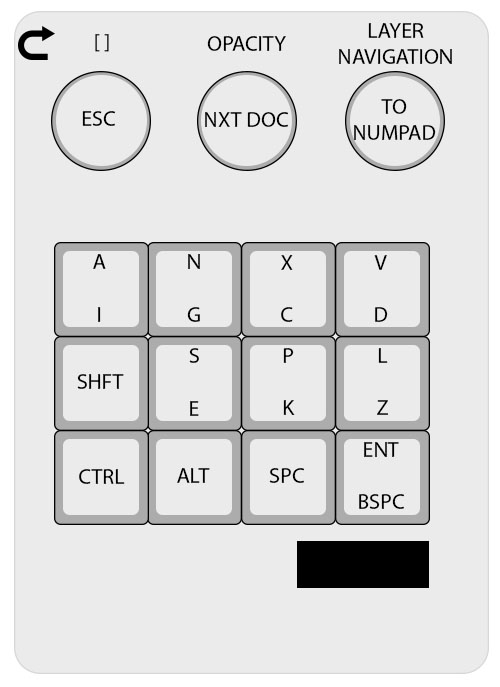 [ ] OPACITY LAYER
NAVIGATION
ESC NXT DOC TO
NUMPAD
A N X V
I G C D
SHFT S P L
E K Z
CTRL ALT SPC ENT
BSPC